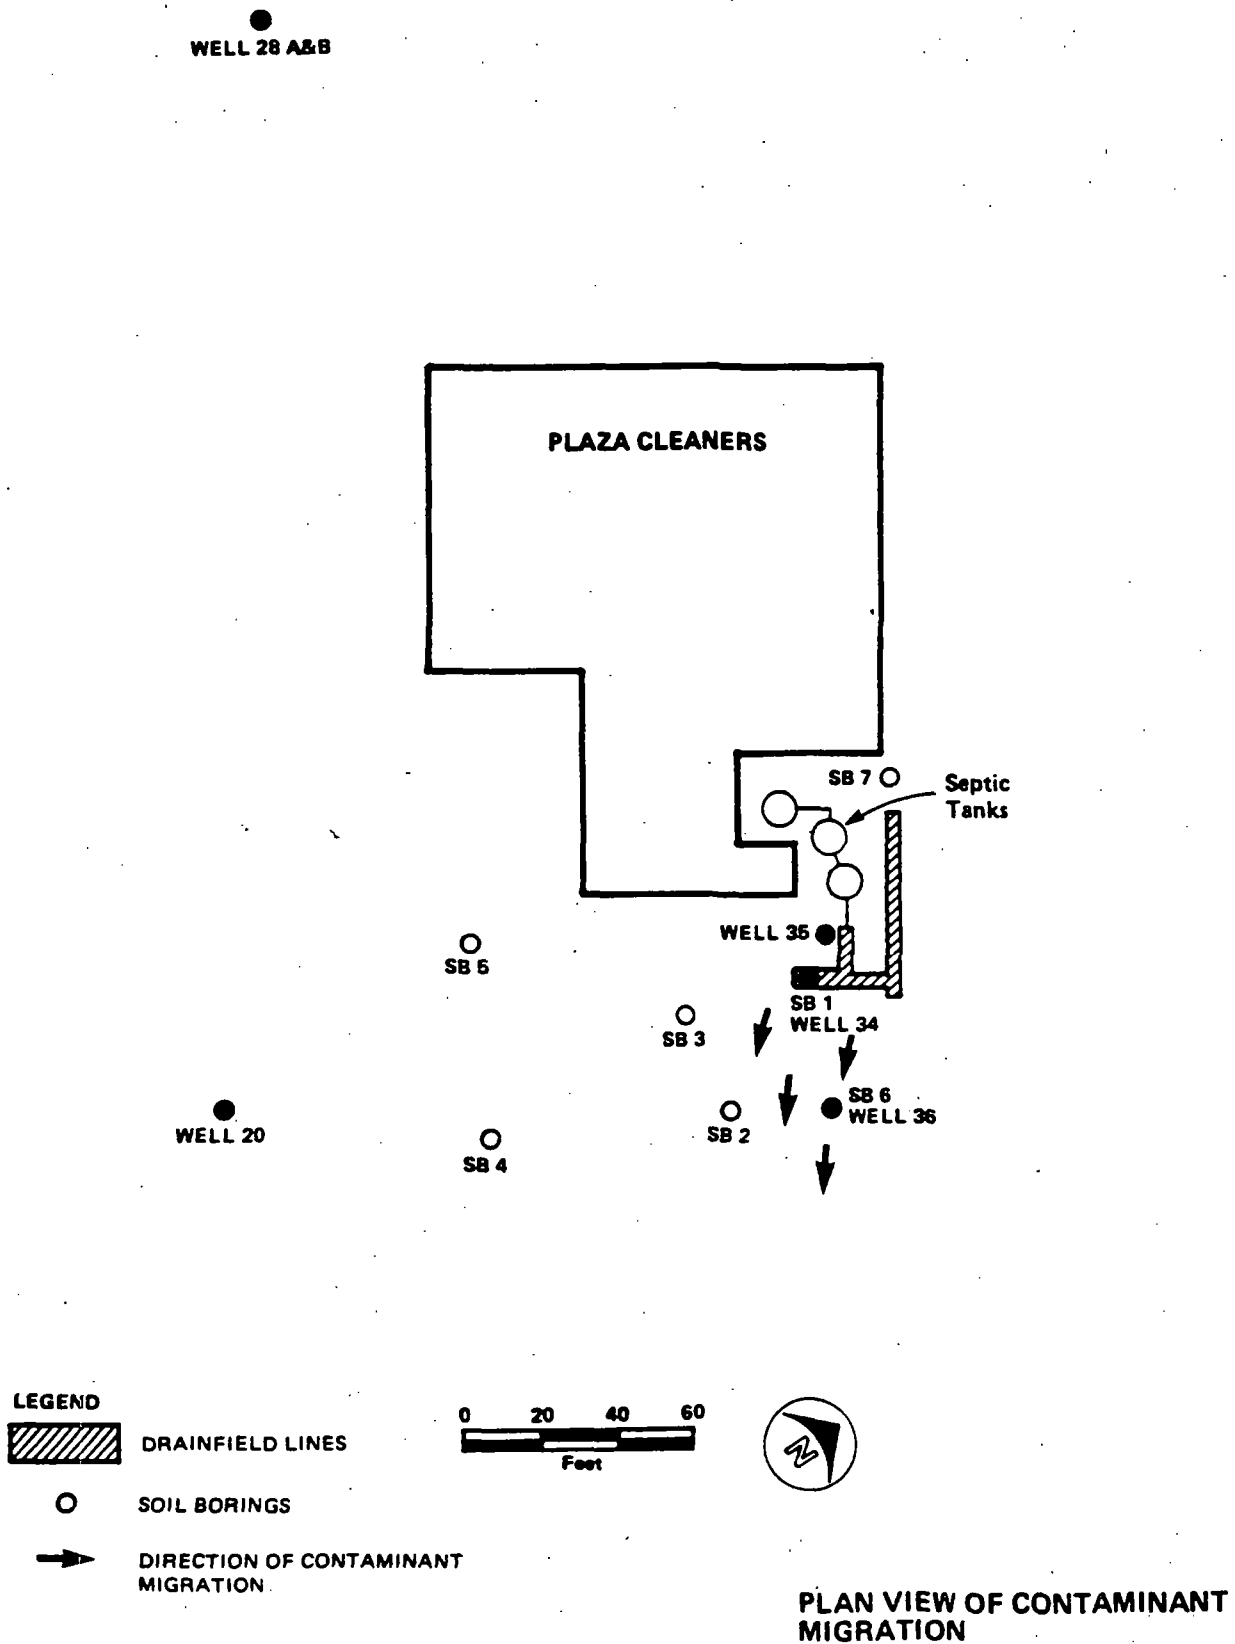 WELL 28 A&B
PLAZA CLEANERS
SB 7
Septic
Tanks
WELL 35
SB 5
SB 1
WELL 34
SB 3
SB 6
WELL 36
WELL 20
SB 2
SB 4
LEGEND
DRAINFIELD LINES
SOIL BORINGS
DIRECTION OF CONTAMINANT
MIGRATION
0 20 40 60
Feet
N
PLAN VIEW OF CONTAMINANT
MIGRATION